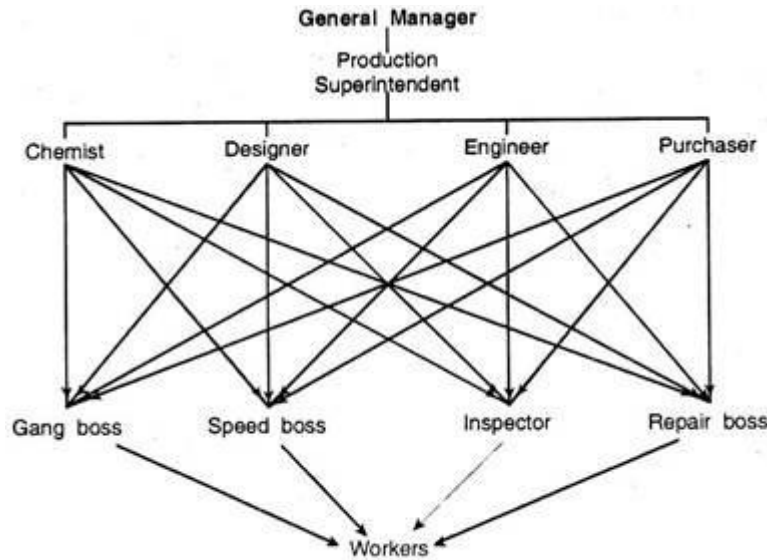 General Manager
Production
Superintendent
Chemist
Designer
Engineer
Purchaser
Gang boss
Speed boss
Inspector
Repair boss
Workers